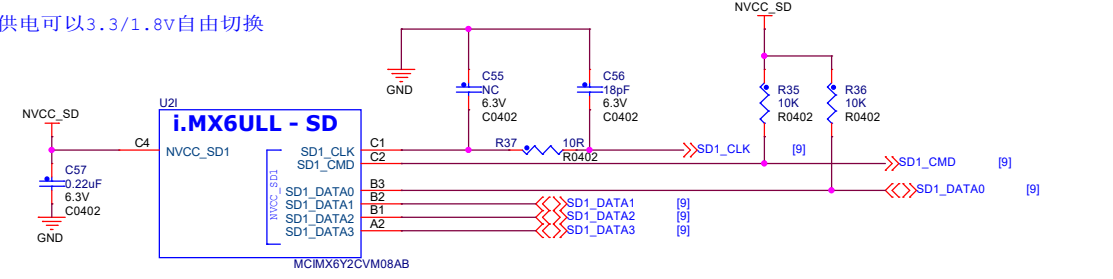 供电可以3.3/1.8V自由切换
NVCC_SD
GND
C55
NC
6.3V
C0402
C56
18pF
6.3V
C0402
R35
10K
R0402
R36
10K
R0402
NVCC_SD
C57
0.22uF
6.3V
C0402
GND
U2I
i.MX6ULL - SD
C4
NVCC_SD1
NVCC_SD1
SD1_CLK
SD1_CMD
SD1_DATA0
SD1_DATA1
SD1_DATA2
SD1_DATA3
C1
C2
B3
B2
B1
A2
MCIMX6Y2CVM08AB
R37
10R
R0402
SD1_CLK [9]
SD1_CMD [9]
SD1_DATA0 [9]
SD1_DATA1 [9]
SD1_DATA2 [9]
SD1_DATA3 [9]